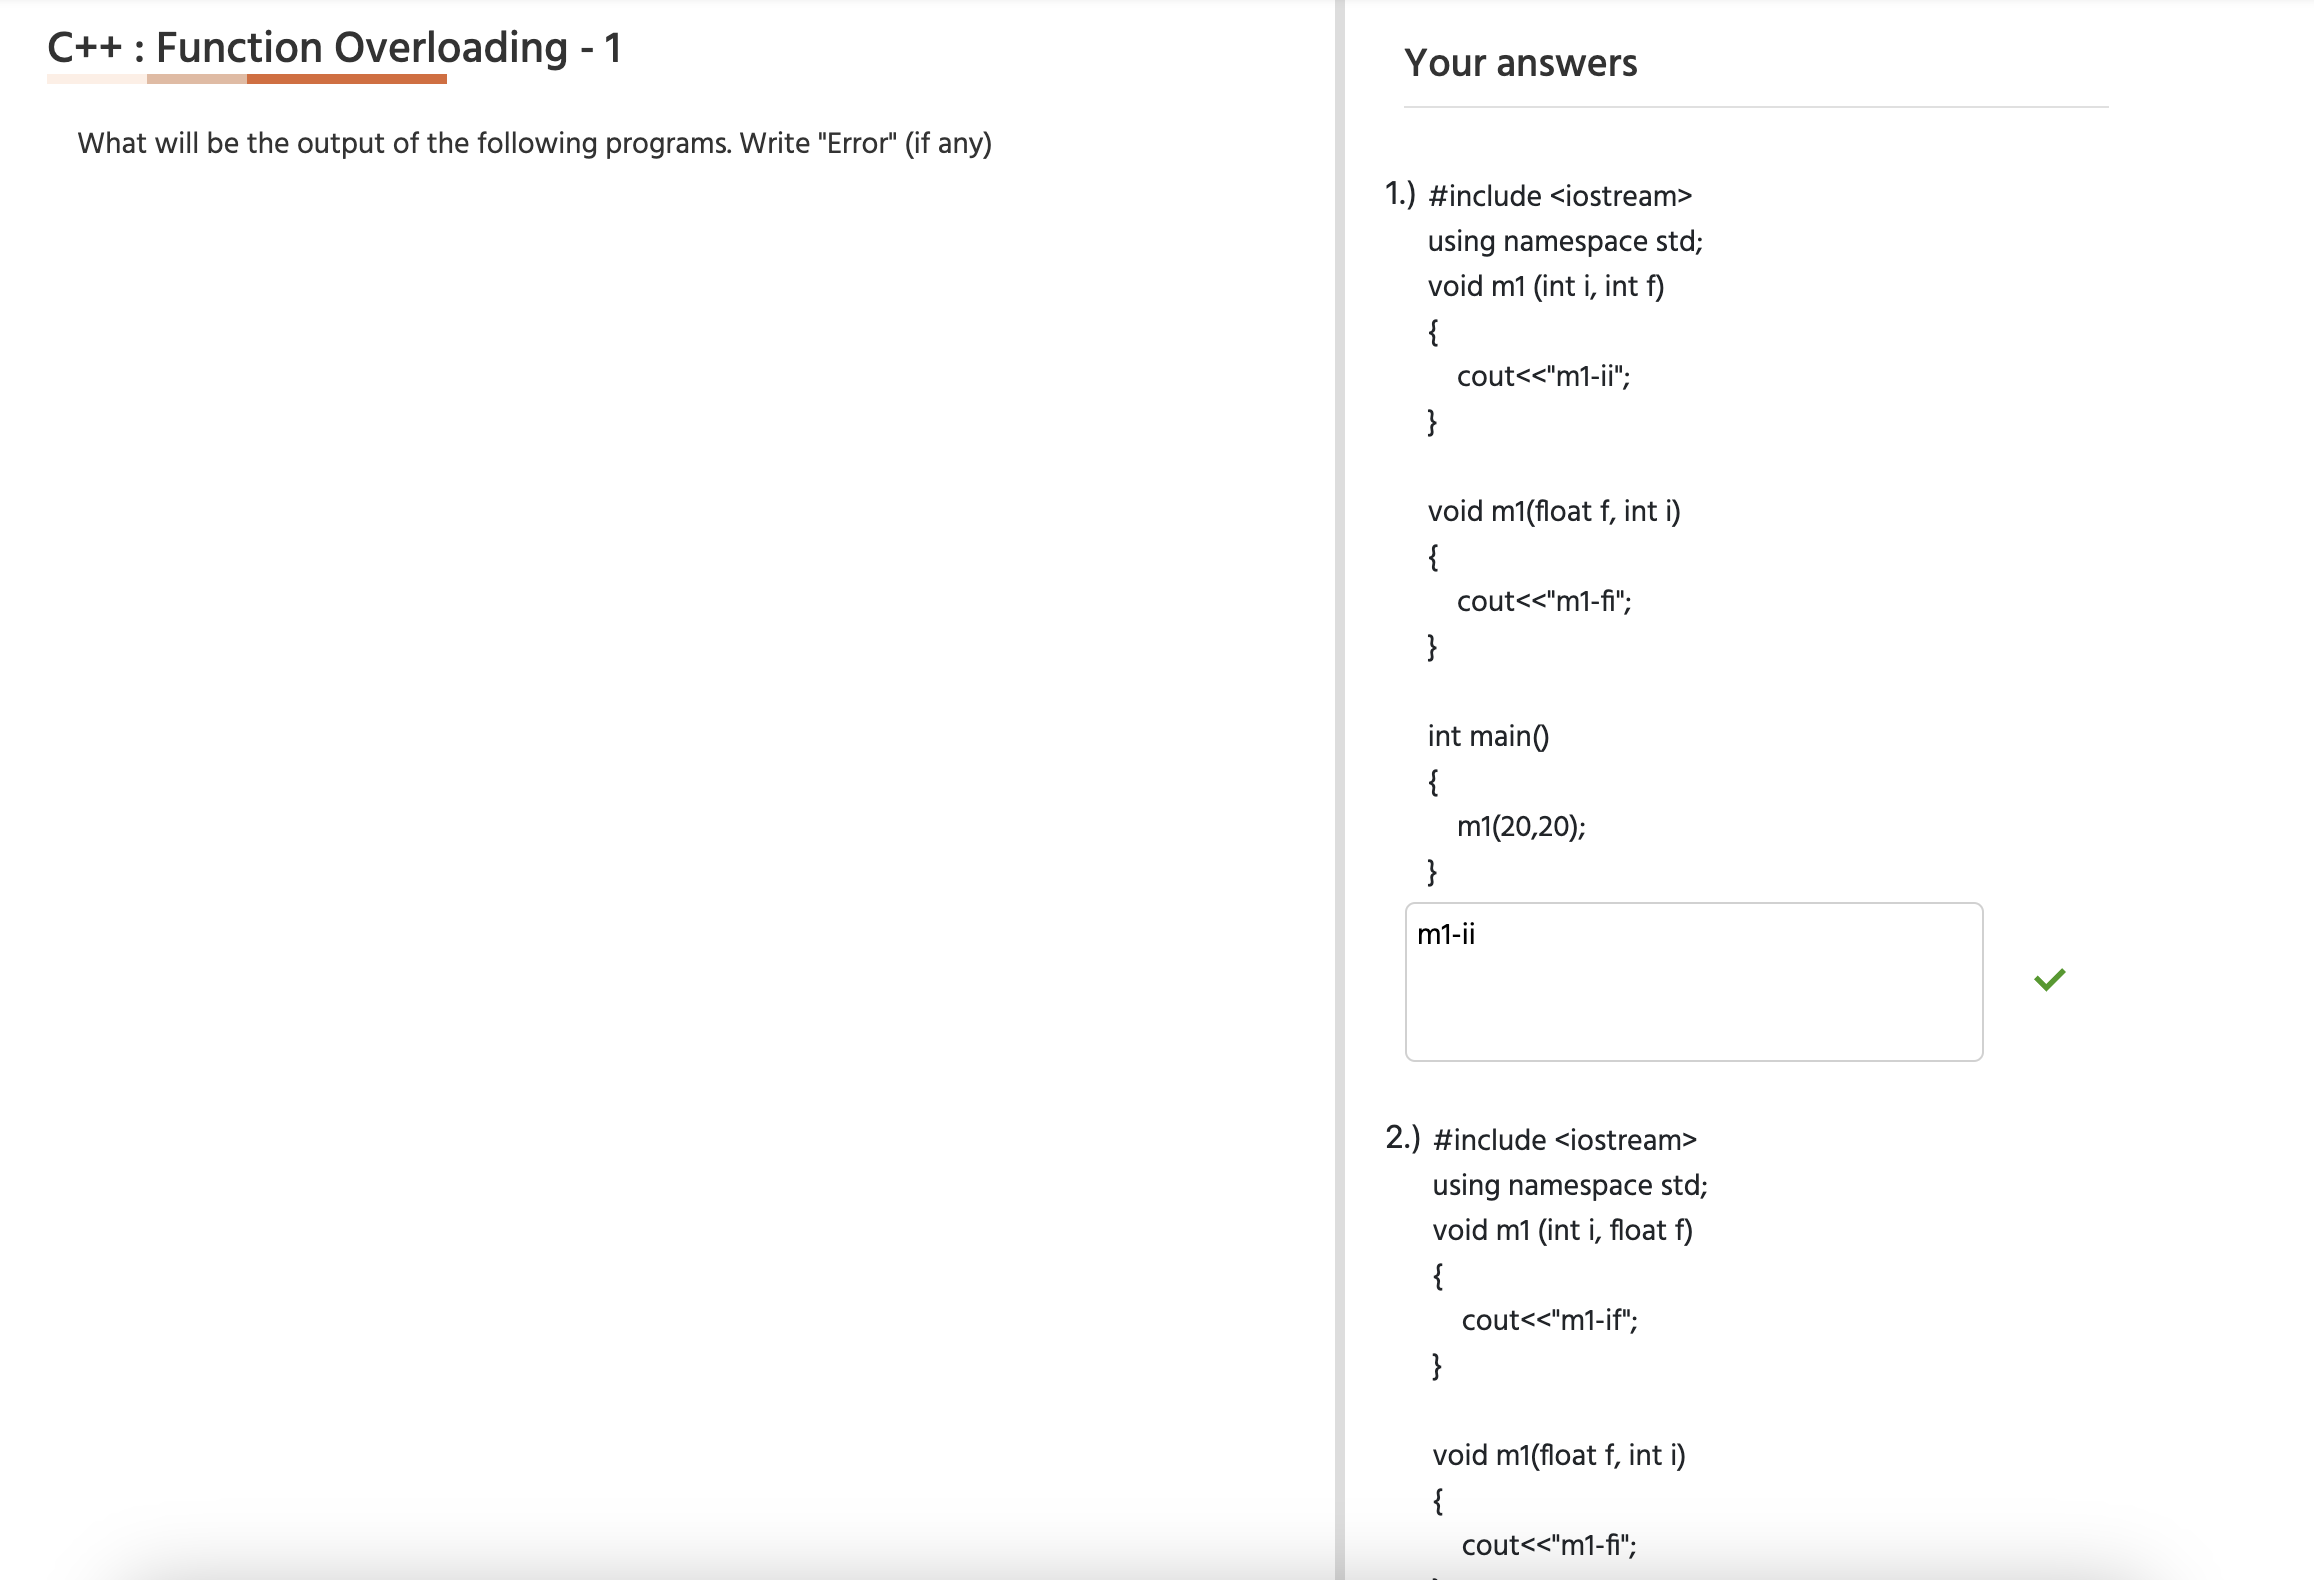 C++ : Function Overloading - 1
What will be the output of the following programs. Write "Error" (if any)
Your answers
1.) #include <iostream>
using namespace std;
void m1 (int i, int f)
{
cout<<"m1-ii";
}
void m1(float f, int i)
{
cout<<"m1-fi";
}
int main()
{
m1(20,20);
}
m1-ii
2.) #include <iostream>
using namespace std;
void m1 (int i, float f)
{
cout<<"m1-if";
}
void m1(float f, int i)
{
cout<<"m1-fi";